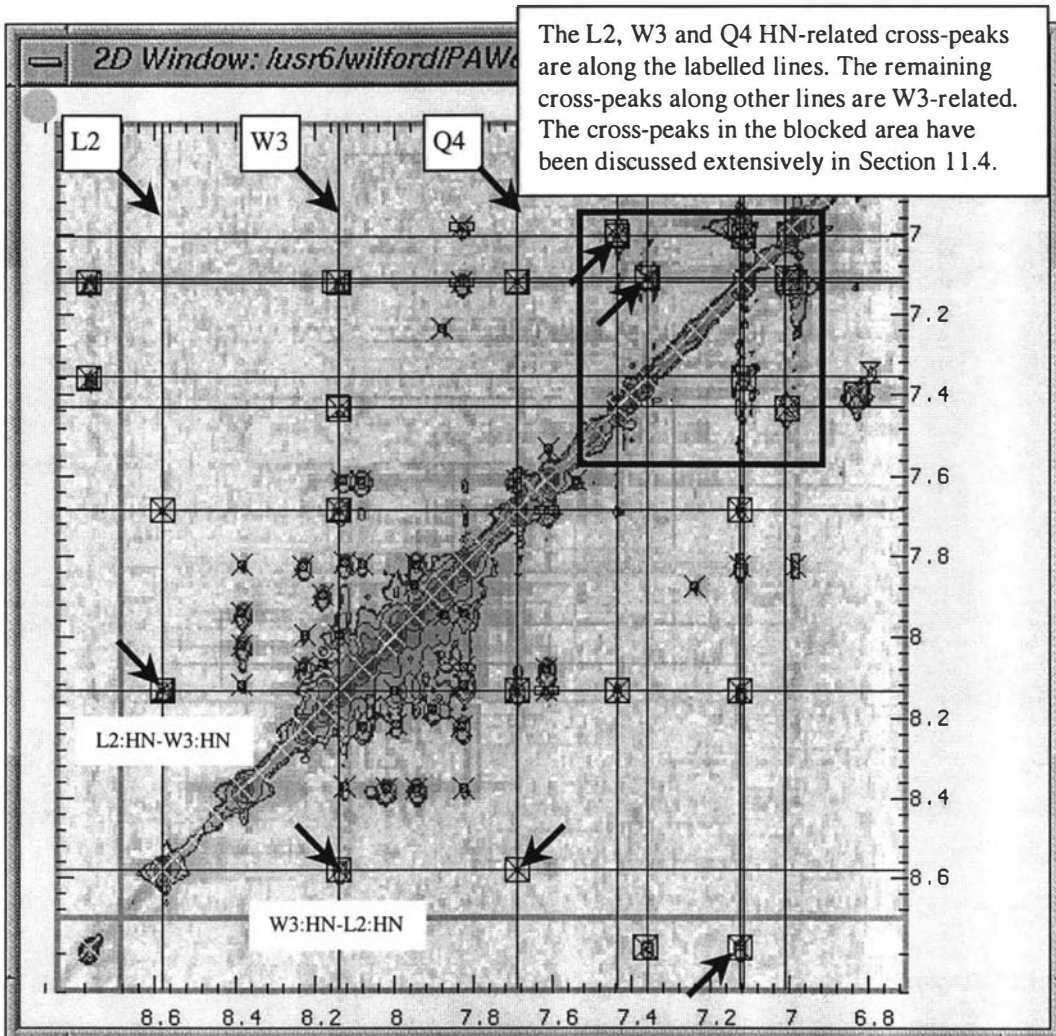 2D Window: /usr6/wilford/PAW
The L2, W3 and Q4 HN-related cross-peaks
are along the labelled lines. The remaining
cross-peaks along other lines are W3-related.
The cross-peaks in the blocked area have
been discussed extensively in Section 11.4.
L2
W3
Q4
7
7.2
7.4
7.6
7.8
8
8.2
8.4
8.6
L2:HN-W3:HN
W3:HN-L2:HN
8.6 8.4 8.2 8 7.8 7.6 7.4 7.2 7 6.8